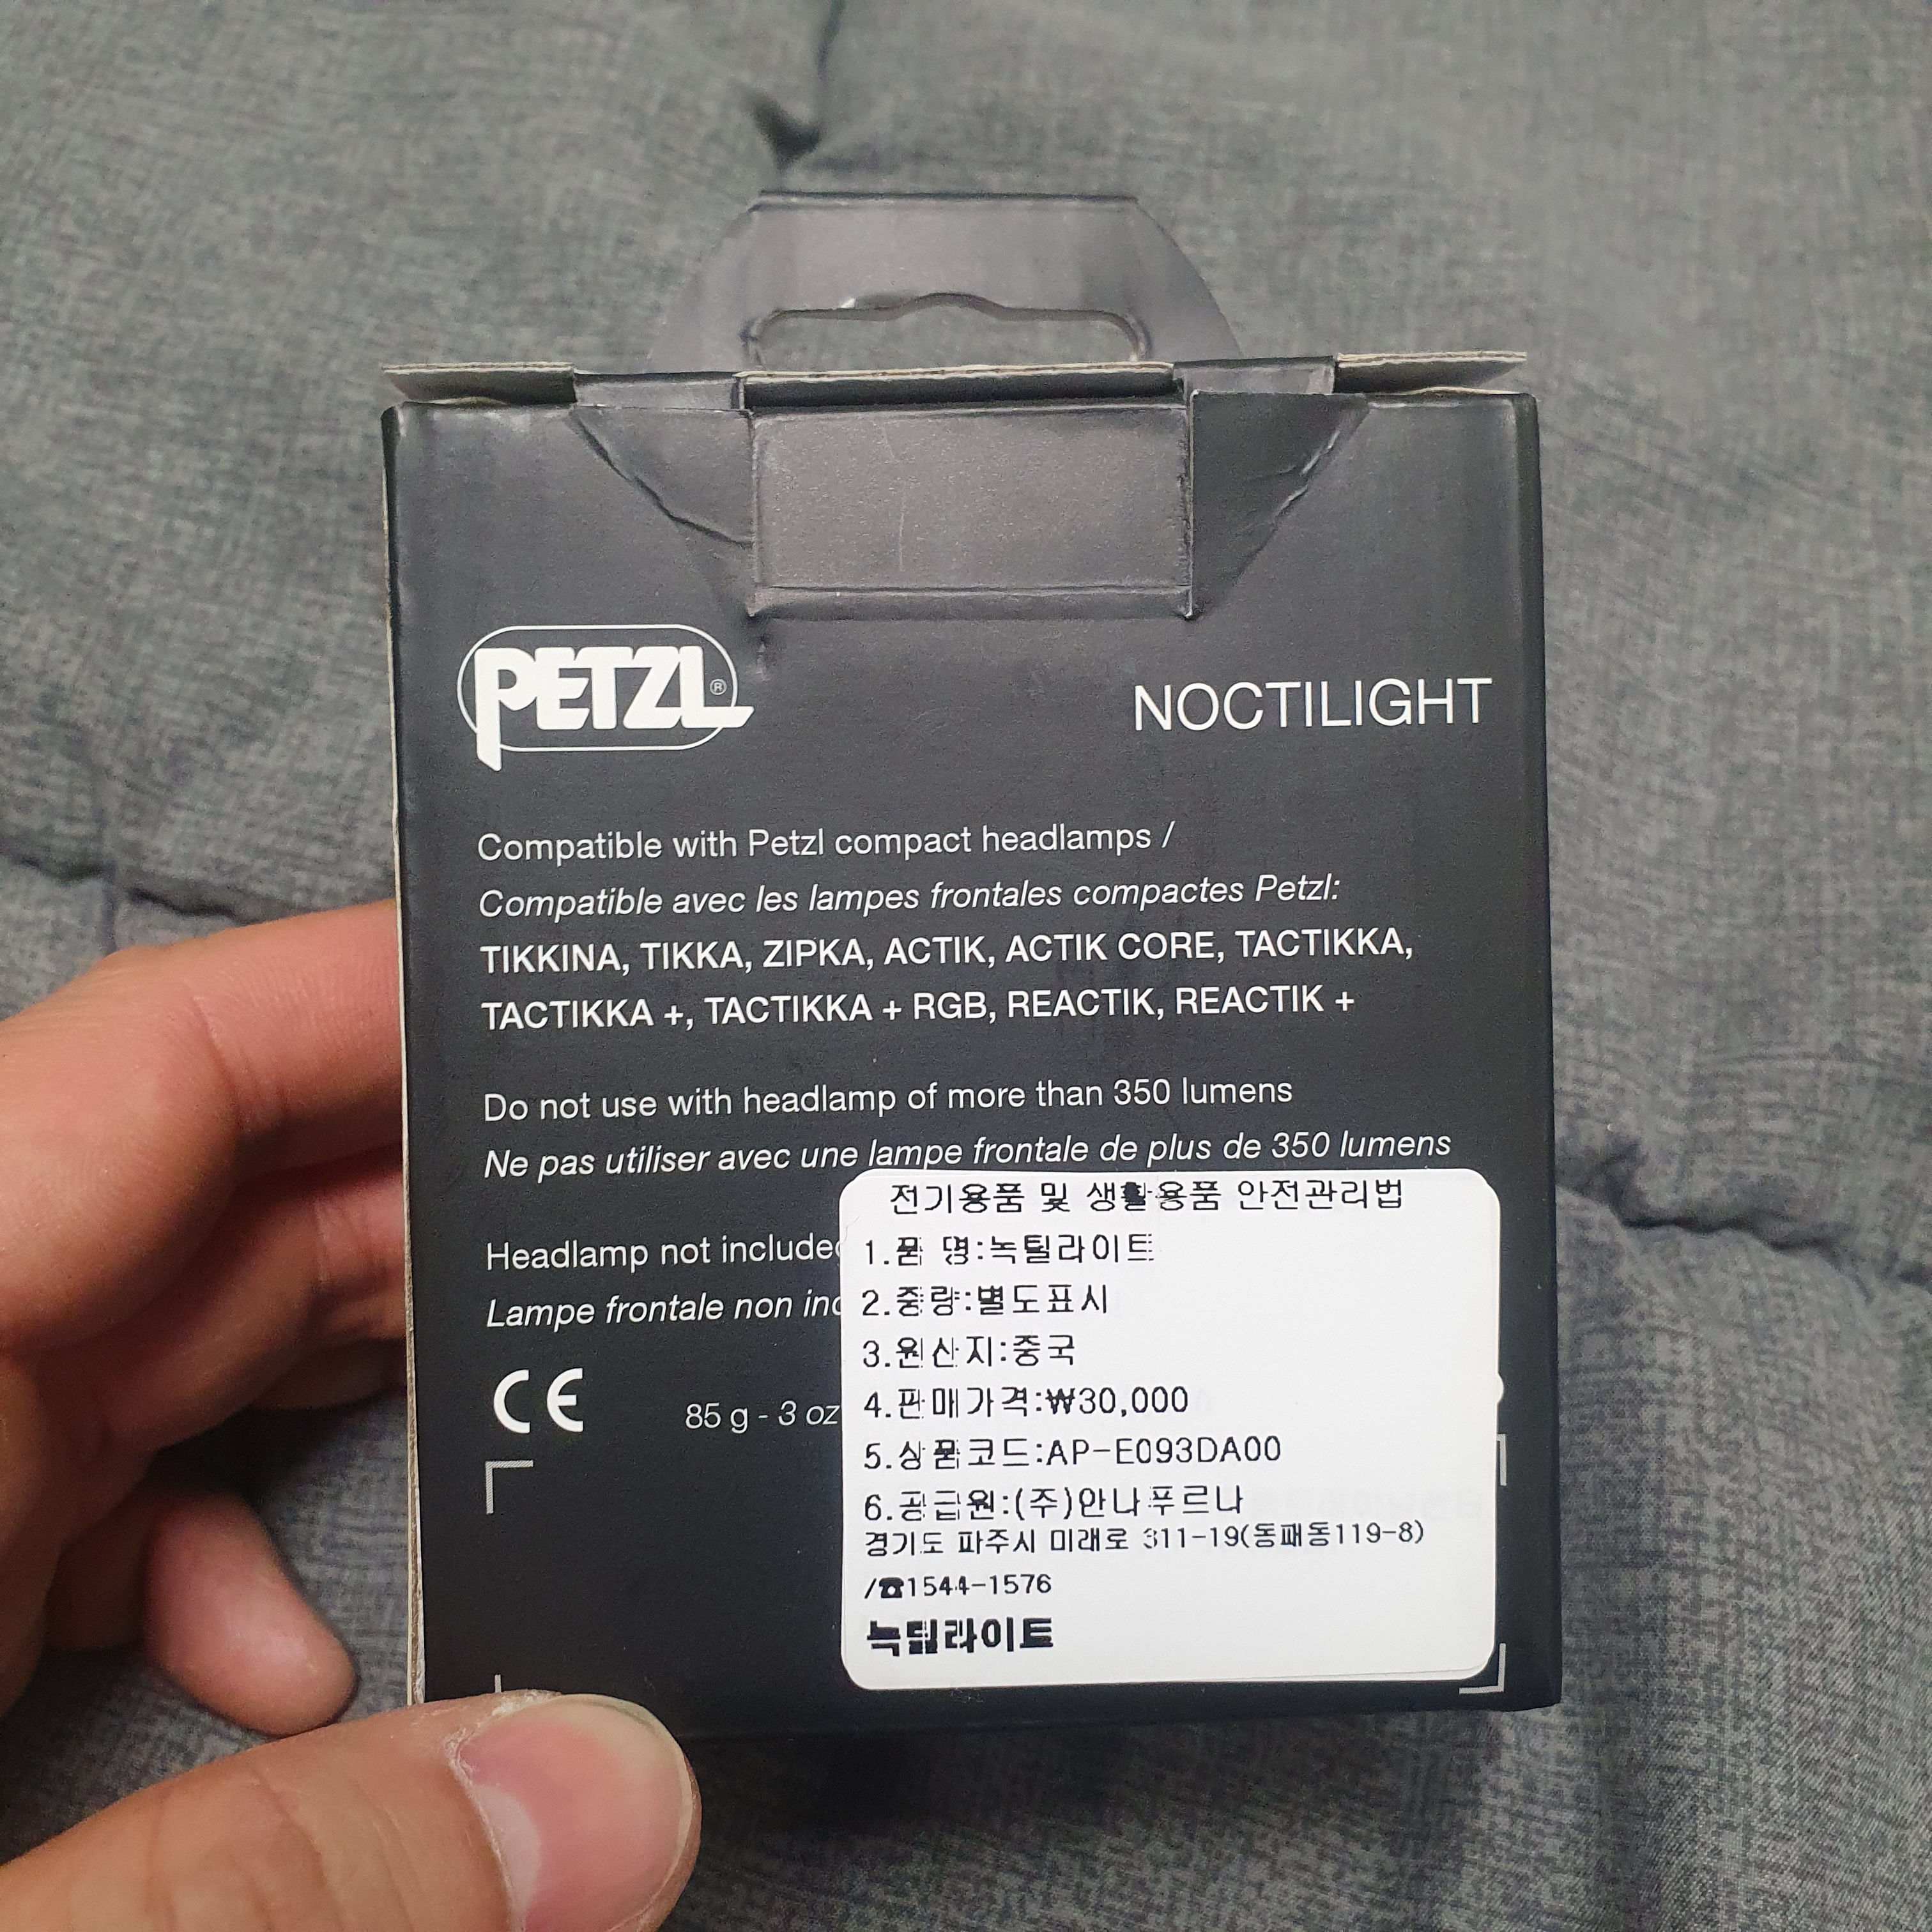 PETZL®
NOCTILIGHT
Compatible with Petzl compact headlamps /
Compatible avec les lampes frontales compactes Petzl:
TIKKINA, TIKKA, ZIPKA, ACTIK, ACTIK CORE, TACTIKKA,
TACTIKKA +, TACTIKKA + RGB, REACTIK, REACTIK +
Do not use with headlamp of more than 350 lumens
Ne pas utiliser avec une lampe frontale de plus de 350 lumens
Headlamp not
Lampe frontale non
CE
85 g - 3 oz
전기용품 및 생활용품 안전관리법
1.품 명:녹틸라이트
2.중량:별도표시
3.원산지:중국
4.판매가격:₩30,000
5.상품코드:AP-E093DA00
6.공급원:(주)안나푸르나
경기도 파주시 미래로 311-19(동패동119-8)
/☎1544-1576
녹틸라이트